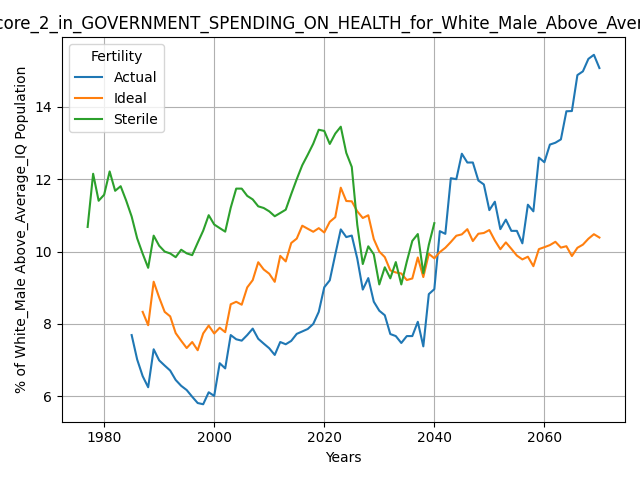 core_2_in_GOVERNMENT_SPENDING_ON_HEALTH_for_White_Male_Above_Aver
Fertility
Actual
Ideal
Sterile
% of White_Male Above_Average_IQ Population
14
12
10
8
6
1980
2000
2020
2040
2060
Years